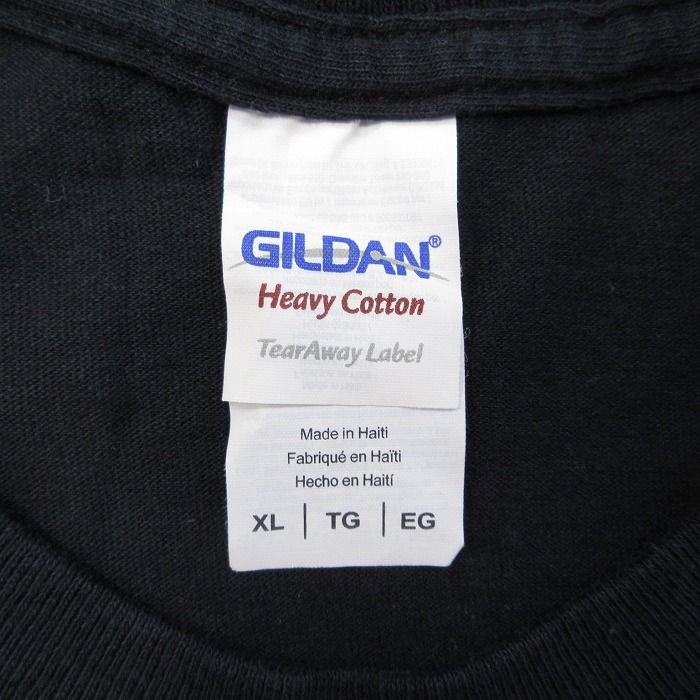 GILDAN®
Heavy Cotton
TearAway Label
Made in Haiti
Fabriqué en Haïti
Hecho en Haití
XL | TG | EG